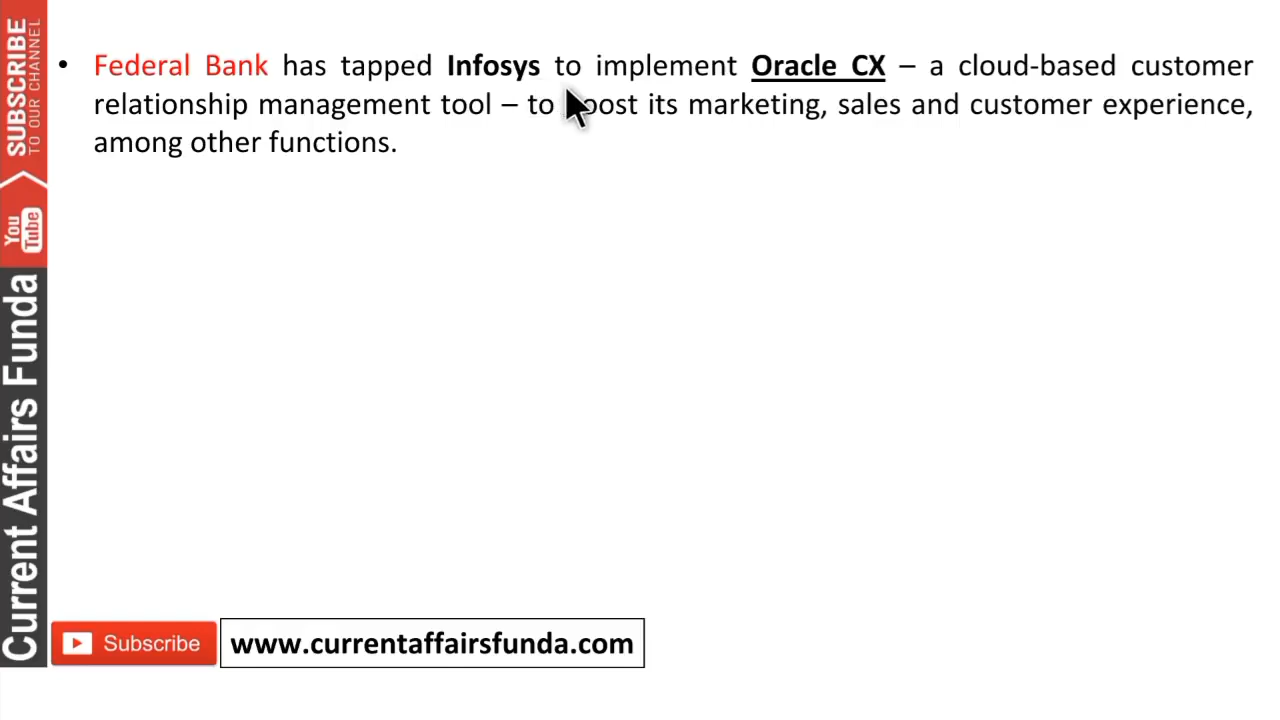 SUBSCRIBE
TO OUR CHANNEL
You
Tube
Current Affairs Funda
• Federal Bank has tapped Infosys to implement Oracle CX – a cloud-based customer
relationship management tool – to oost its marketing, sales and customer experience,
among other functions.
Subscribe
www.currentaffairsfunda.com